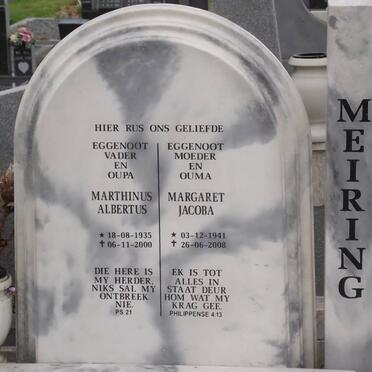 HIER RUS ONS GELIEFDE
EGGENOOT
VADER
EN
OUPA
MARTHINUS
ALBERTUS
★ 18-08-1935
✝ 06-11-2000
DIE HERE IS
MY HERDER,
NIKS SAL MY
ONTBREEK
NIE.
PS 21
EGGENOOT
MOEDER
EN
OUMA
MARGARET
JACOBA
★ 03-12-1941
✝ 26-06-2008
EK IS TOT
ALLES IN
STAAT DEUR
HOM WAT MY
KRAG GEE.
PHILIPPENSE 4:13
MEIRING